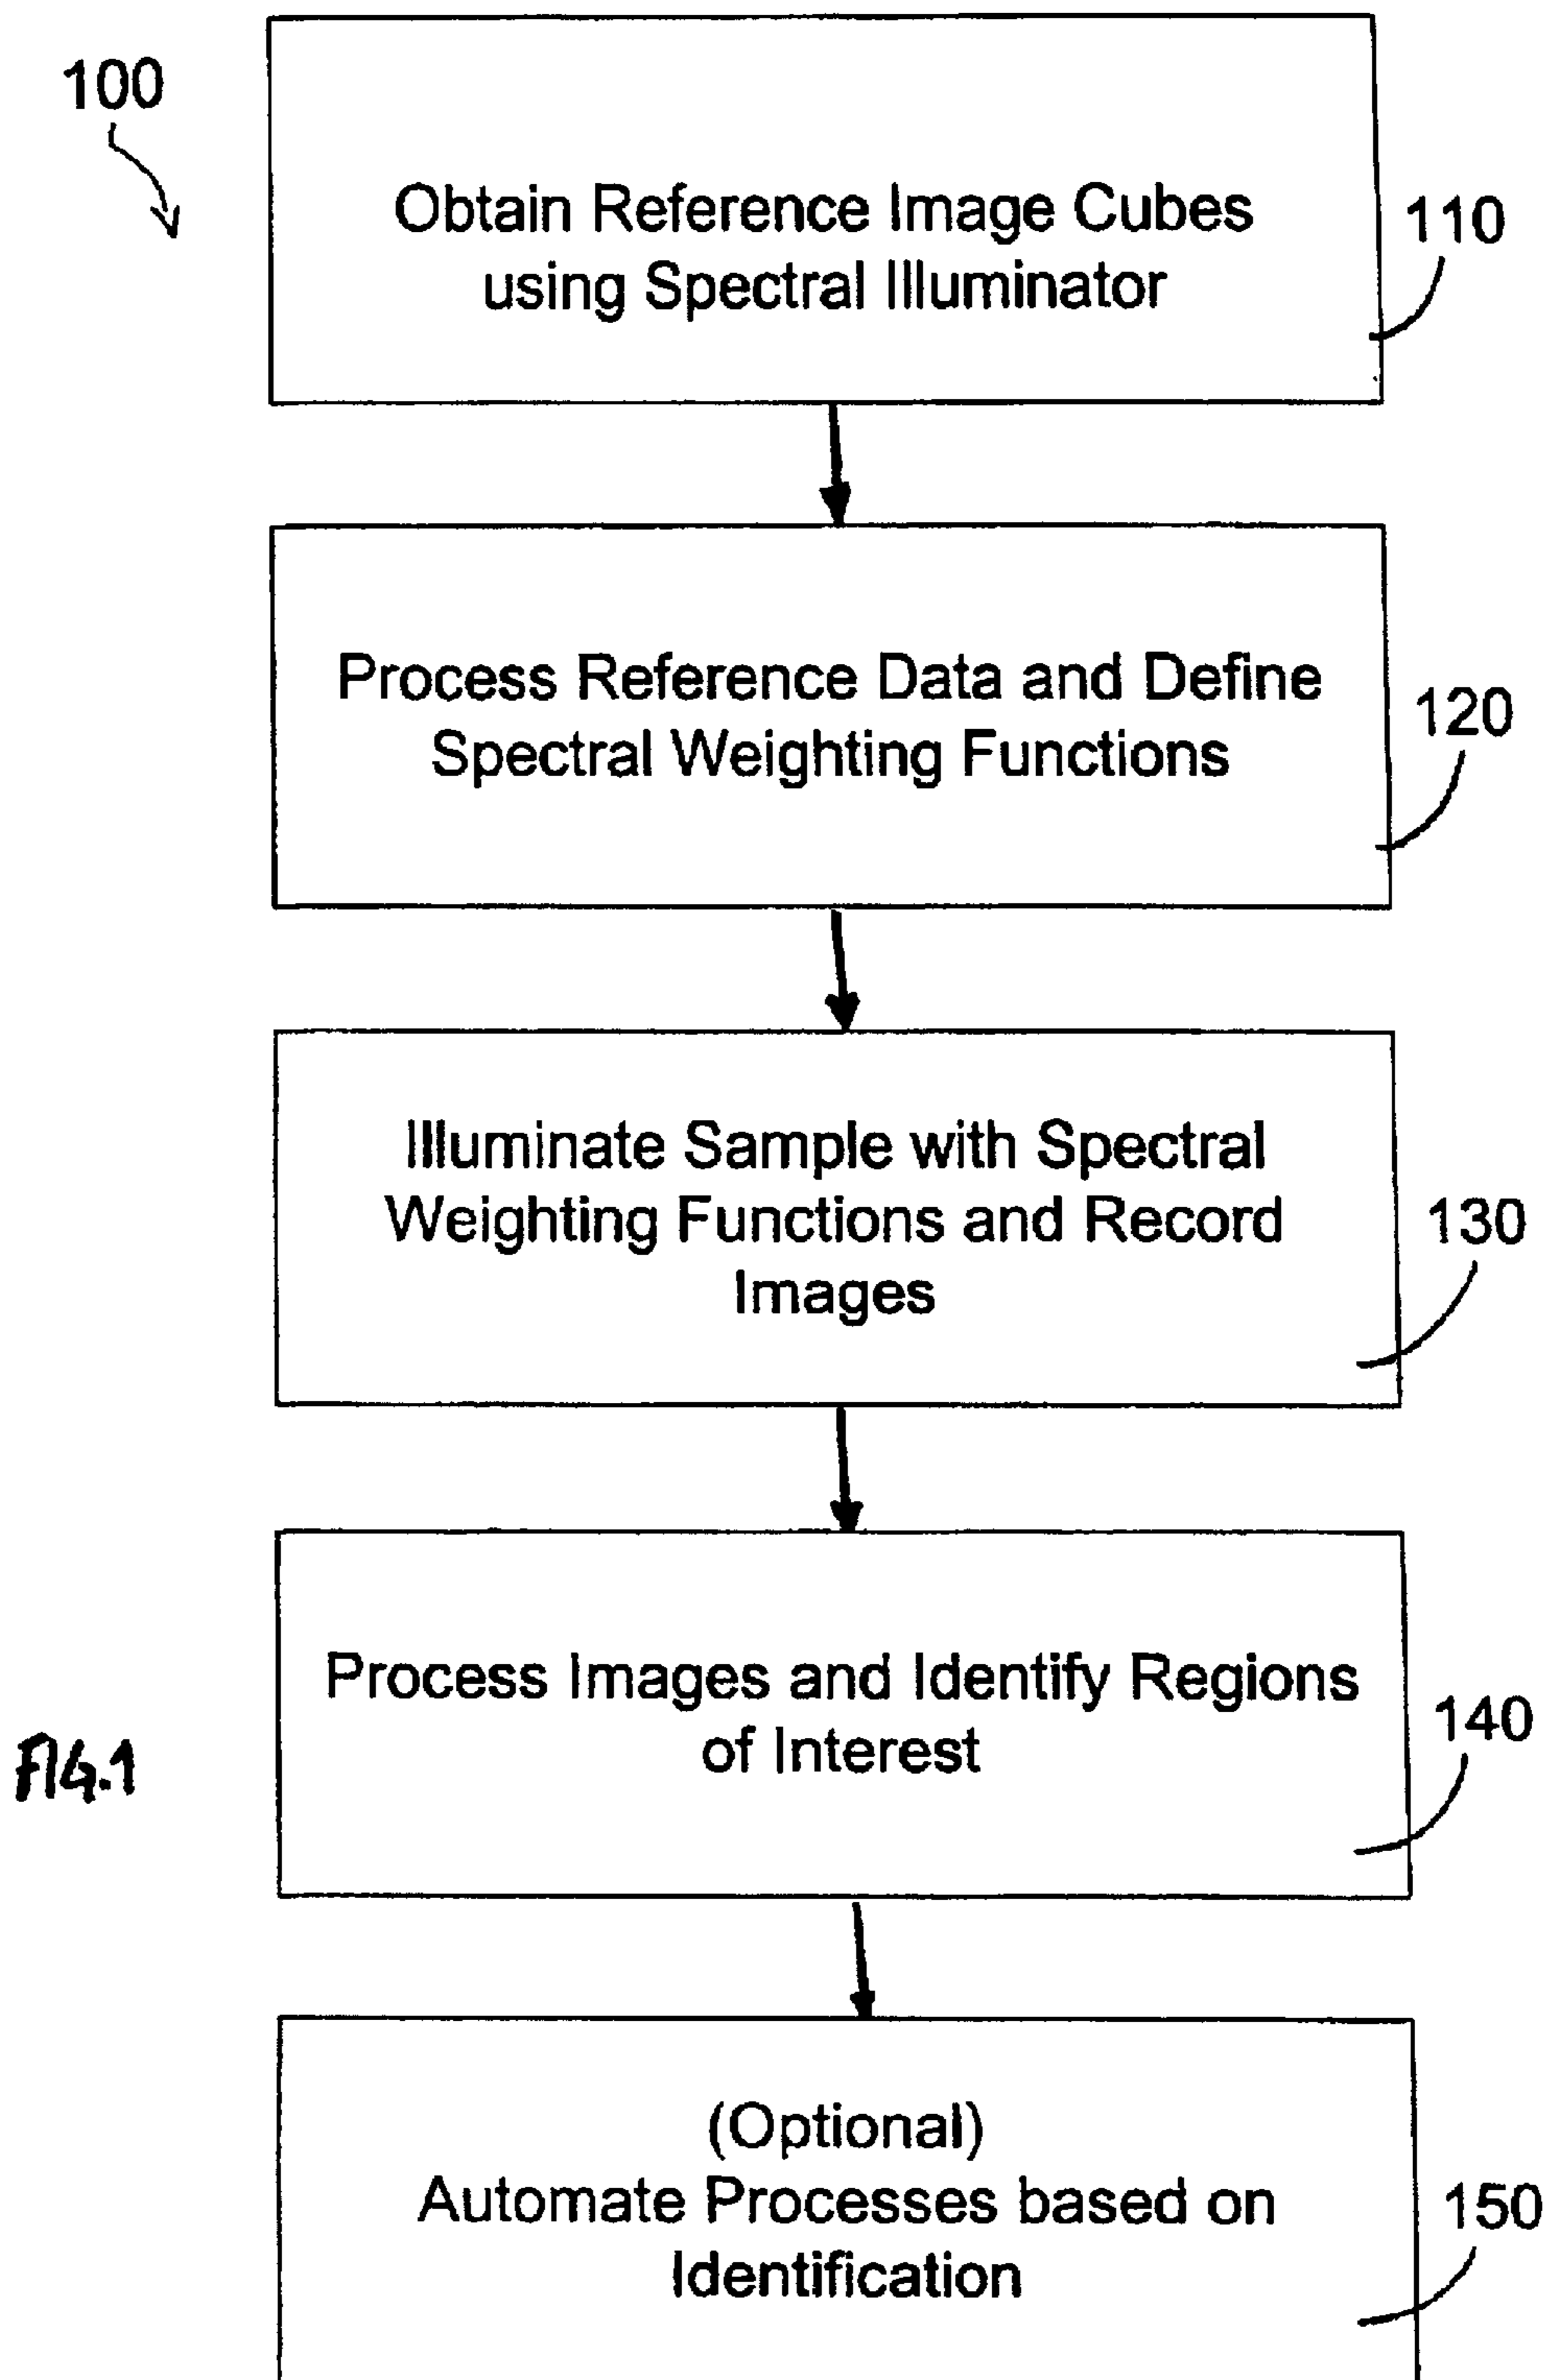 100
Obtain Reference Image Cubes
using Spectral Illuminator
110
Process Reference Data and Define
Spectral Weighting Functions
120
Illuminate Sample with Spectral
Weighting Functions and Record
Images
130
Process Images and Identify Regions
of Interest
140
FIG.1
(Optional)
Automate Processes based on
Identification
150